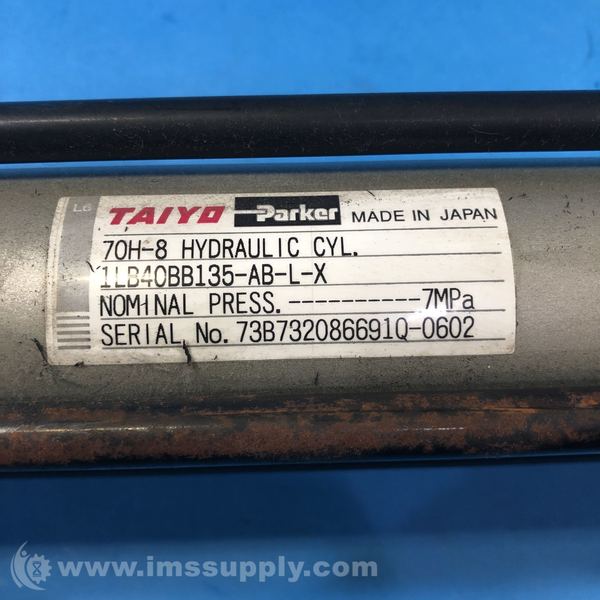 L6 TAIYO Parker MADE IN JAPAN
70H-8 HYDRAULIC CYL.
1LB40BB135-AB-L-X
NOMINAL PRESS.----------7MPa
SERIAL No. 73B732086691Q-0602
www.imssupply.com